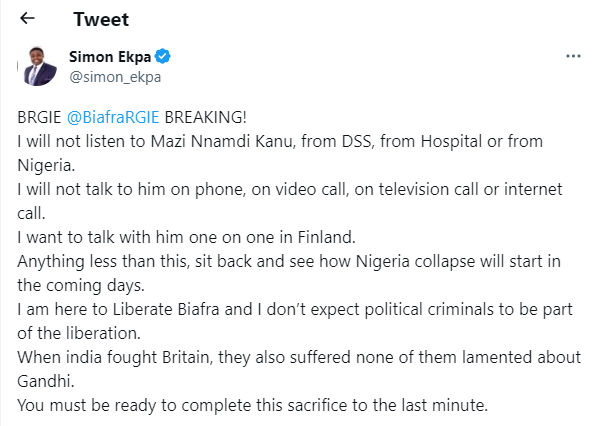 Tweet
Simon Ekpa
@simon_ekpa
BRGIE @BiafraRGIE BREAKING!
I will not listen to Mazi Nnamdi Kanu, from DSS, from Hospital or from
Nigeria.
I will not talk to him on phone, on video call, on television call or internet
call.
I want to talk with him one on one in Finland.
Anything less than this, sit back and see how Nigeria collapse will start in
the coming days.
I am here to Liberate Biafra and I don’t expect political criminals to be part
of the liberation.
When india fought Britain, they also suffered none of them lamented about
Gandhi.
You must be ready to complete this sacrifice to the last minute.